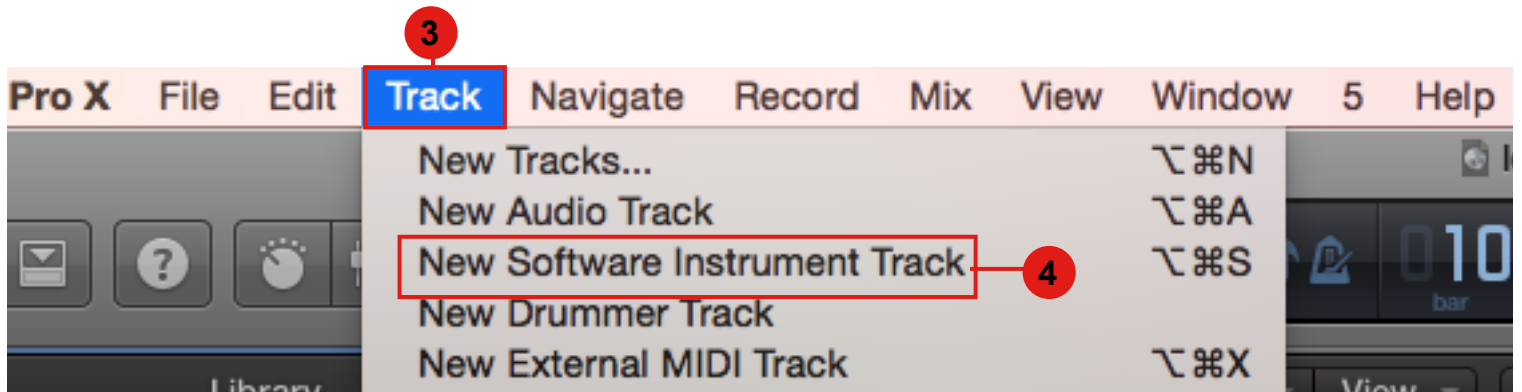 3
Pro X File Edit Track Navigate Record Mix View Window 5 Help
New Tracks... ⌥⌘N
New Audio Track ⌥⌘A
New Software Instrument Track 4 ⌥⌘S
?
10
bar
New Drummer Track
New External MIDI Track ⌥⌘X
Library View